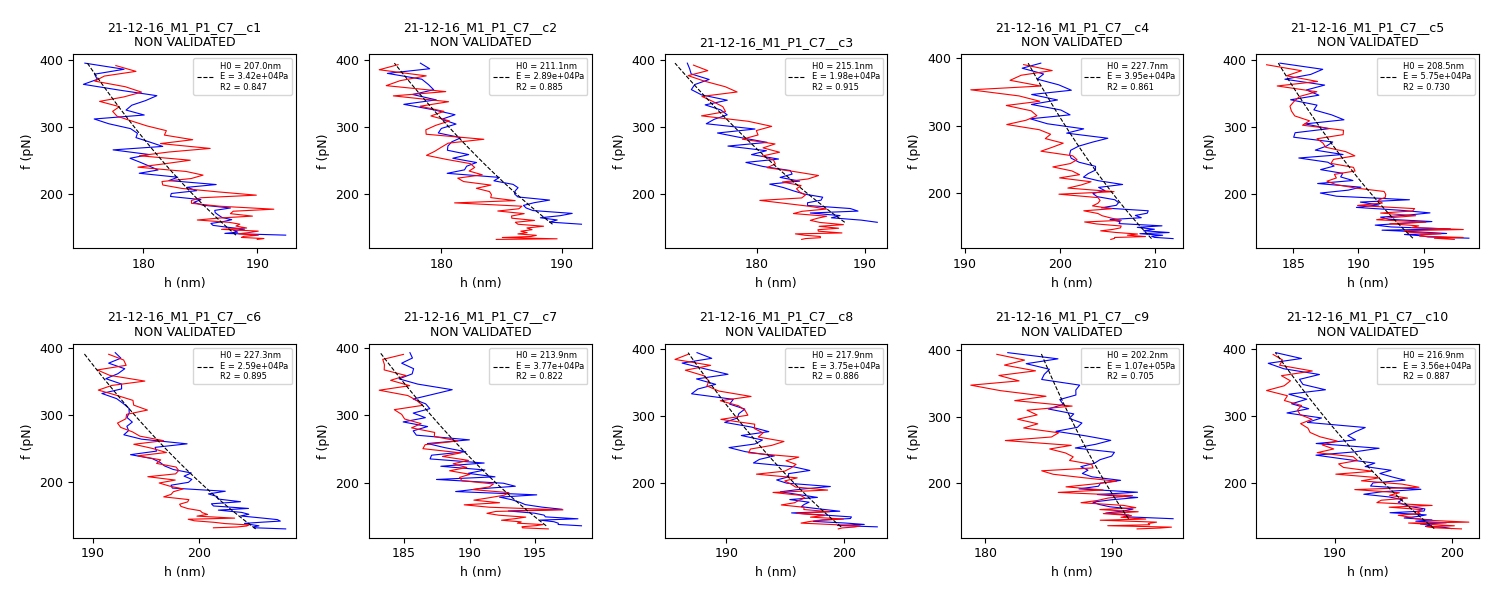 21-12-16_M1_P1_C7__c1
NON VALIDATED
H0 = 207.0nm
E = 3.42e+04Pa
R2 = 0.847
400
300
200
f (pN)
180
190
h (nm)
21-12-16_M1_P1_C7__c2
NON VALIDATED
H0 = 211.1nm
E = 2.89e+04Pa
R2 = 0.885
400
300
200
f (pN)
180
190
h (nm)
21-12-16_M1_P1_C7__c3
H0 = 215.1nm
E = 1.98e+04Pa
R2 = 0.915
400
300
200
f (pN)
180
190
h (nm)
21-12-16_M1_P1_C7__c4
NON VALIDATED
H0 = 227.7nm
E = 3.95e+04Pa
R2 = 0.861
400
300
200
f (pN)
190
200
210
h (nm)
21-12-16_M1_P1_C7__c5
NON VALIDATED
H0 = 208.5nm
E = 5.75e+04Pa
R2 = 0.730
400
300
200
f (pN)
185
190
195
h (nm)
21-12-16_M1_P1_C7__c6
NON VALIDATED
H0 = 227.3nm
E = 2.59e+04Pa
R2 = 0.895
400
300
200
f (pN)
190
200
h (nm)
21-12-16_M1_P1_C7__c7
NON VALIDATED
H0 = 213.9nm
E = 3.77e+04Pa
R2 = 0.822
400
300
200
f (pN)
185
190
195
h (nm)
21-12-16_M1_P1_C7__c8
NON VALIDATED
H0 = 217.9nm
E = 3.75e+04Pa
R2 = 0.886
400
300
200
f (pN)
190
200
h (nm)
21-12-16_M1_P1_C7__c9
NON VALIDATED
H0 = 202.2nm
E = 1.07e+05Pa
R2 = 0.705
400
300
200
f (pN)
180
190
h (nm)
21-12-16_M1_P1_C7__c10
NON VALIDATED
H0 = 216.9nm
E = 3.56e+04Pa
R2 = 0.887
400
300
200
f (pN)
190
200
h (nm)